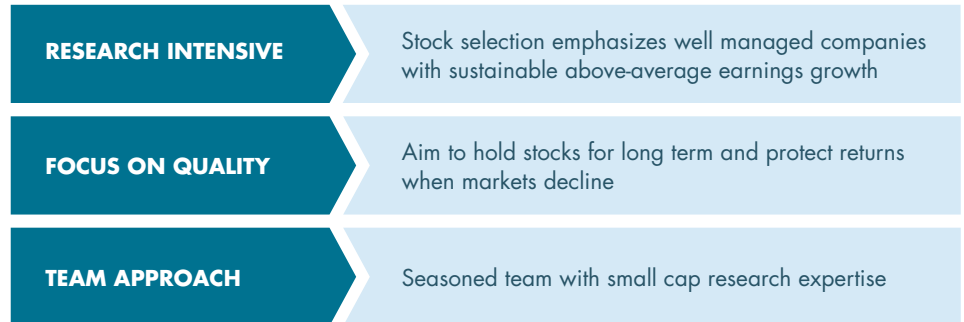 RESEARCH INTENSIVE
Stock selection emphasizes well managed companies
with sustainable above-average earnings growth
FOCUS ON QUALITY
Aim to hold stocks for long term and protect returns
when markets decline
TEAM APPROACH
Seasoned team with small cap research expertise